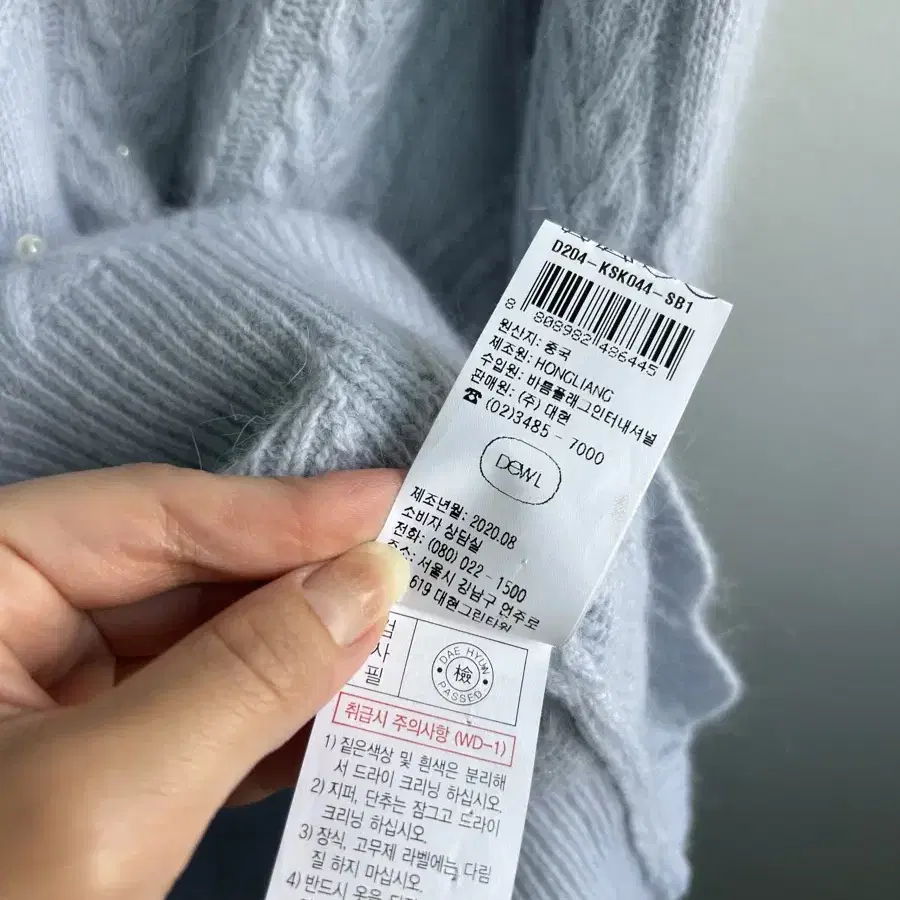 D204-KSK044-SB1
8 808982 486445
원산지: 중국
제조원: HONGLIANG
수입원: 바름플래그인터내셔널
판매원: (주) 대현
☎ (02)3485-7000
DEWL
제조년월: 2020.08
소비자 상담실
전화: (080) 022-1500
주소: 서울시 강남구 언주로
619 대현그린타워
검사필
DAE HYUN
檢
PASSED
취급시 주의사항 (WD-1)
1) 짙은색상 및 흰색은 분리해
서 드라이 크리닝 하십시오.
2) 지퍼, 단추는 잠그고 드라이
크리닝 하십시오.
3) 장식, 고무제 라벨에는 다림
질 하지 마십시오.
4) 반드시 옷을